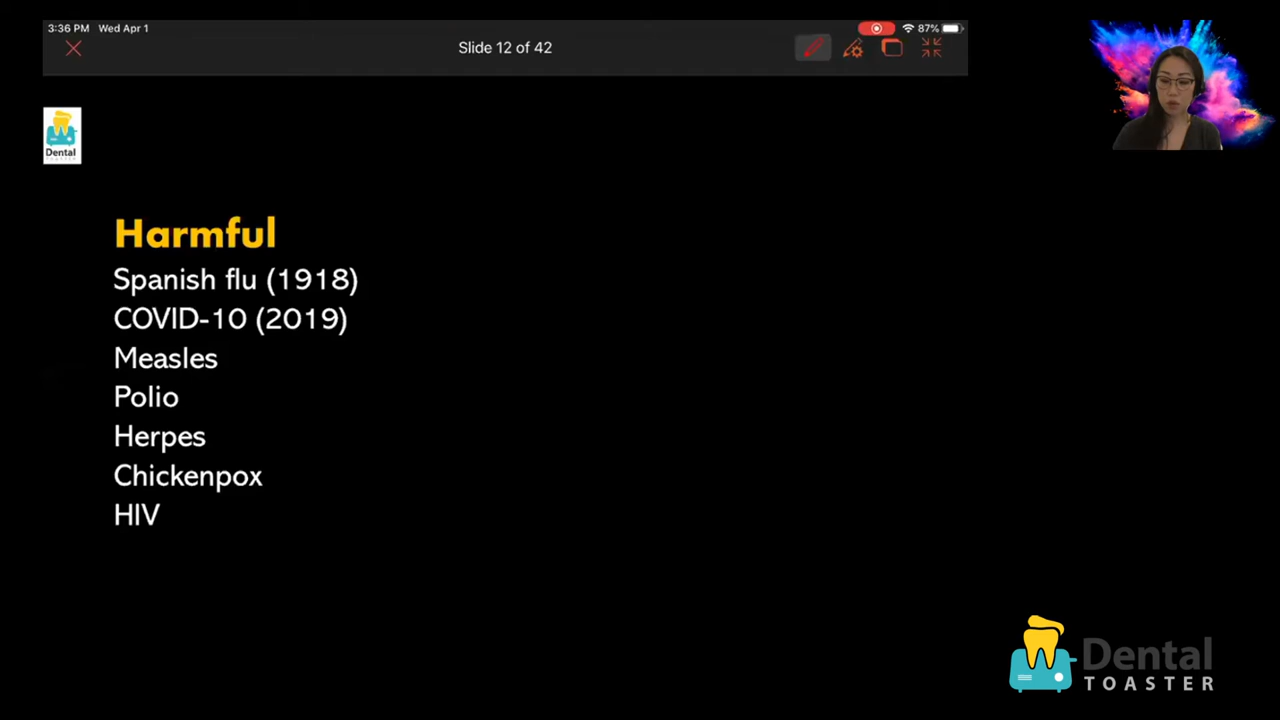 3:36 PM Wed Apr 1
87%
Slide 12 of 42
Dental
Harmful
Spanish flu (1918)
COVID-10 (2019)
Measles
Polio
Herpes
Chickenpox
HIV
Dental
TOASTER